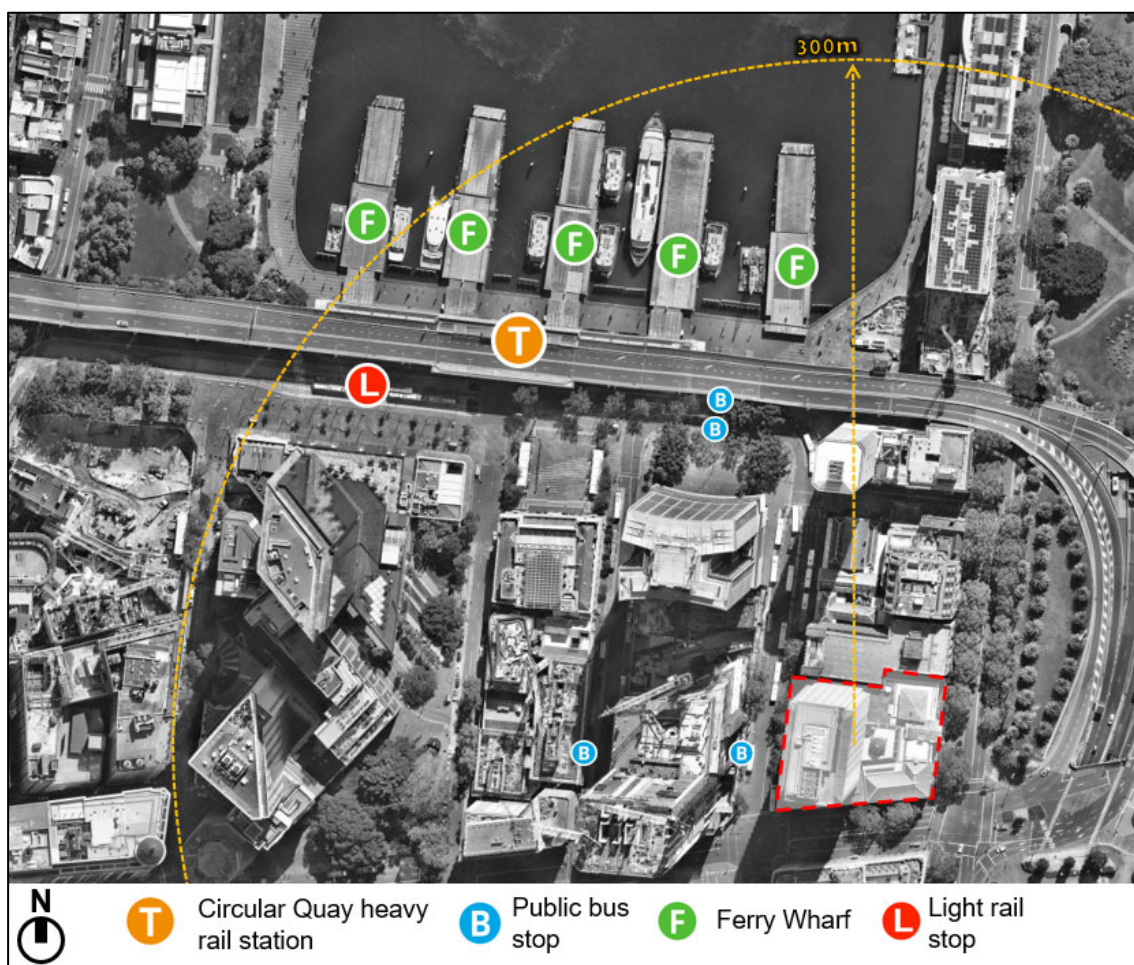 300m
F
F
F
F
F
T
L
B
B
B
B
N
T
Circular Quay heavy
rail station
B
Public bus
stop
F
Ferry Wharf
L
Light rail
stop